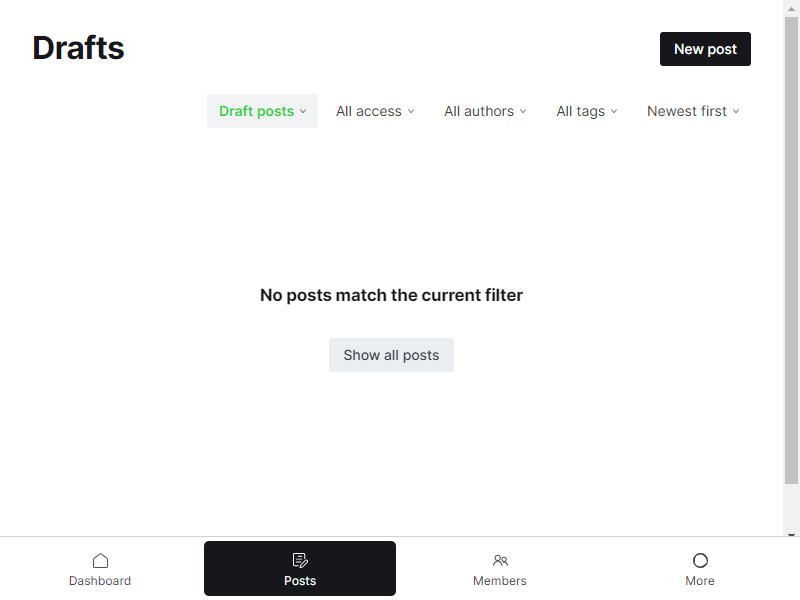 Drafts
New post
Draft posts
All access
All authors
All tags
Newest first
No posts match the current filter
Show all posts
Dashboard
Posts
Members
More